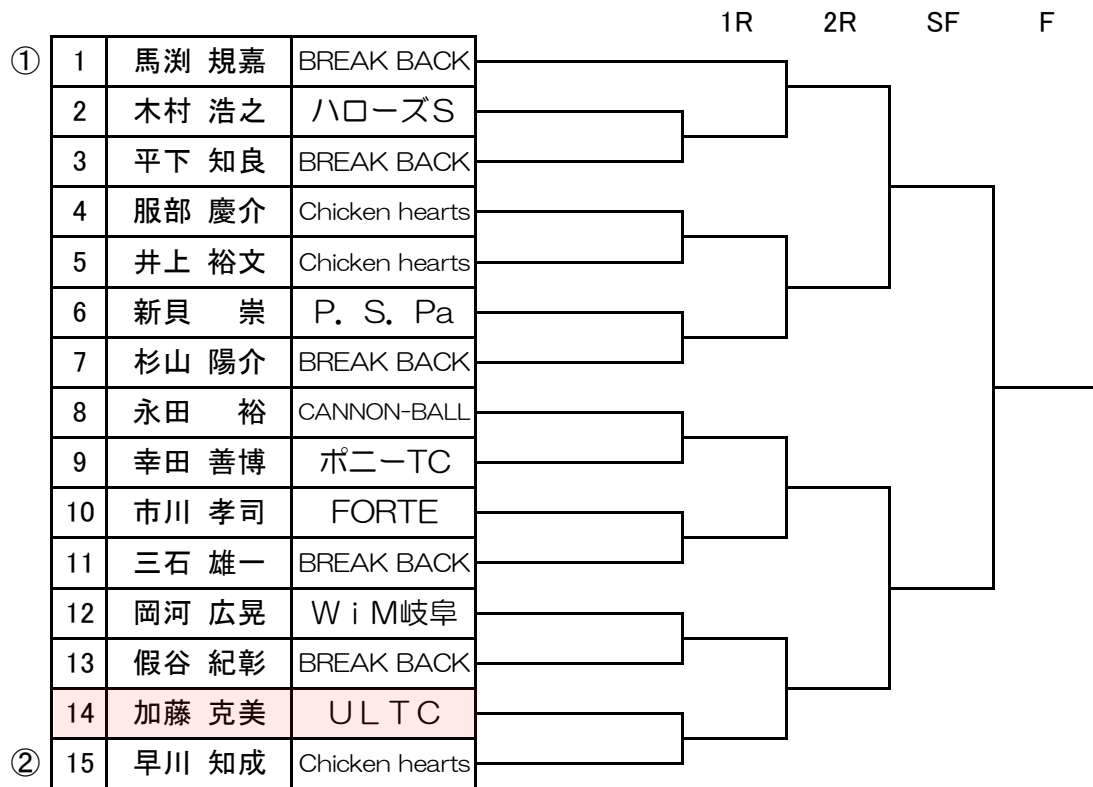 1R 2R SF F
① 1 馬渕 規嘉 BREAK BACK
2 木村 浩之 ハローズS
3 平下 知良 BREAK BACK
4 服部 慶介 Chicken hearts
5 井上 裕文 Chicken hearts
6 新貝 崇 P. S. Pa
7 杉山 陽介 BREAK BACK
8 永田 裕 CANNON-BALL
9 幸田 善博 ポニーTC
10 市川 孝司 FORTE
11 三石 雄一 BREAK BACK
12 岡河 広晃 WiM岐阜
13 假谷 紀彰 BREAK BACK
14 加藤 克美 ULTC
② 15 早川 知成 Chicken hearts